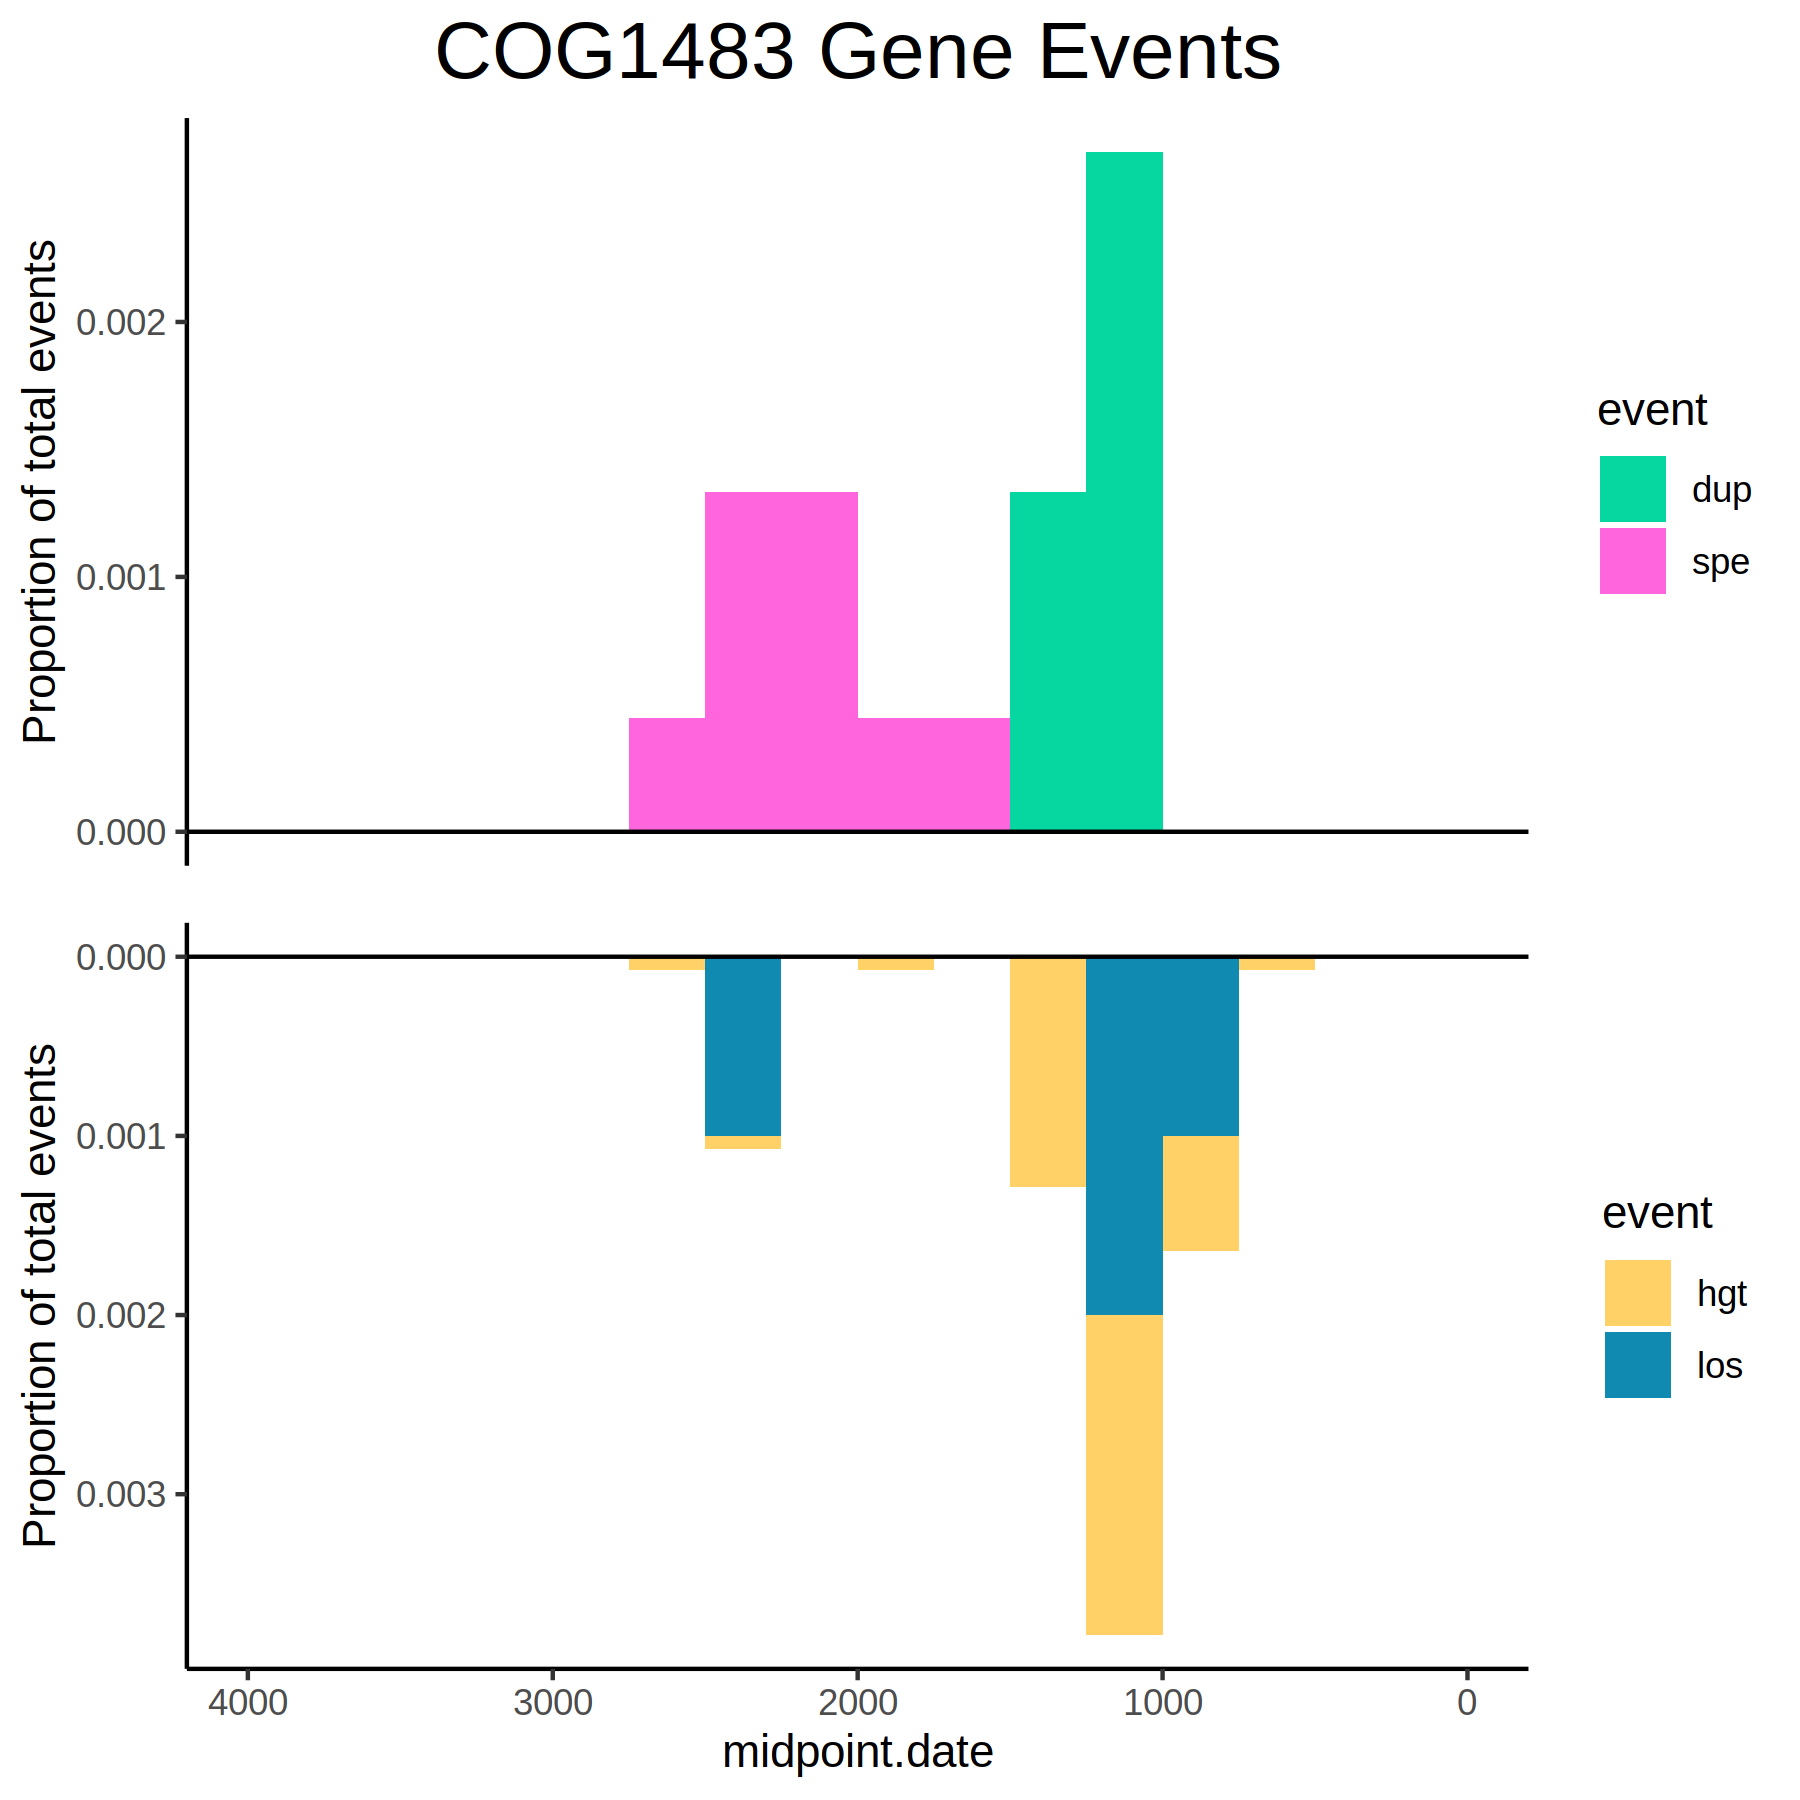 COG1483 Gene Events
Proportion of total events
0.002
0.001
0.000
event
dup
spe
Proportion of total events
0.000
0.001
0.002
0.003
event
hgt
los
4000 3000 2000 1000 0
midpoint.date